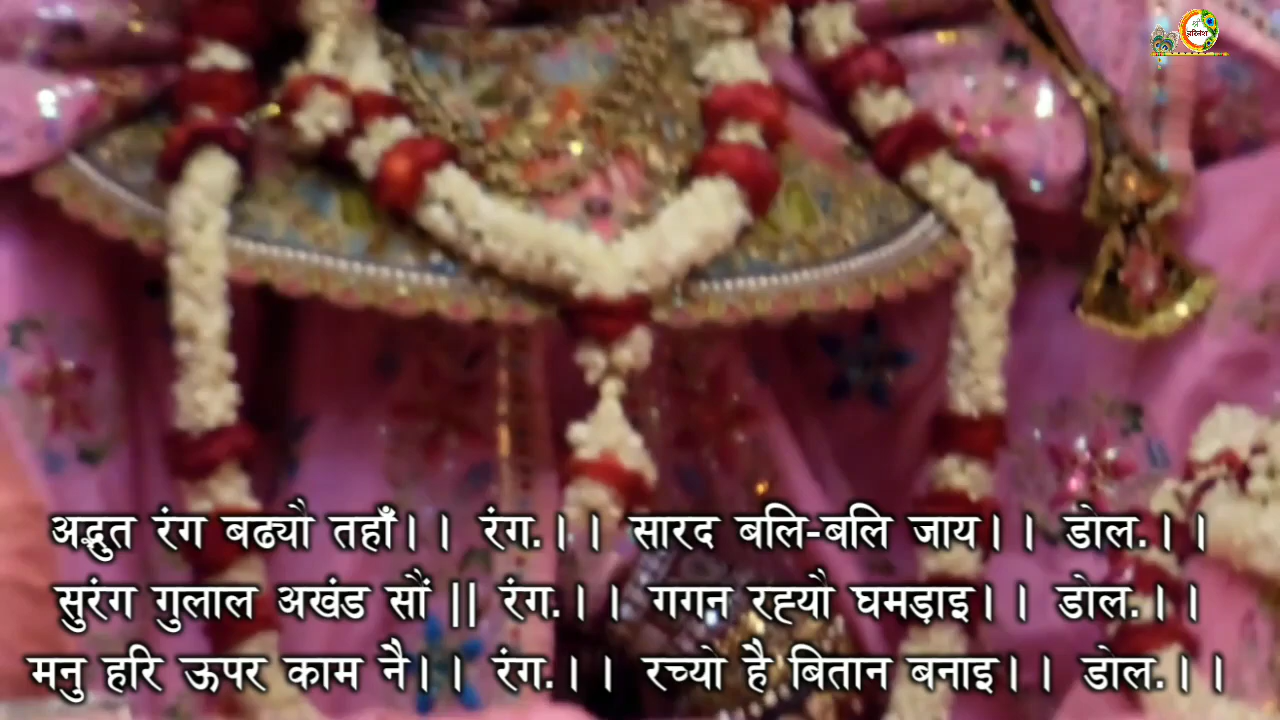 अद्भुत रंग बढ्यौ तहाँ।। रंग.।। सारद बलि-बलि जाय।। डोल.।।
सुरंग गुलाल अखंड सौं || रंग.।। गगन रह्यौ घमड़ाइ।। डोल.।।
मनु हरि ऊपर काम नै।। रंग.।। रच्यो है बितान बनाइ।। डोल.।।